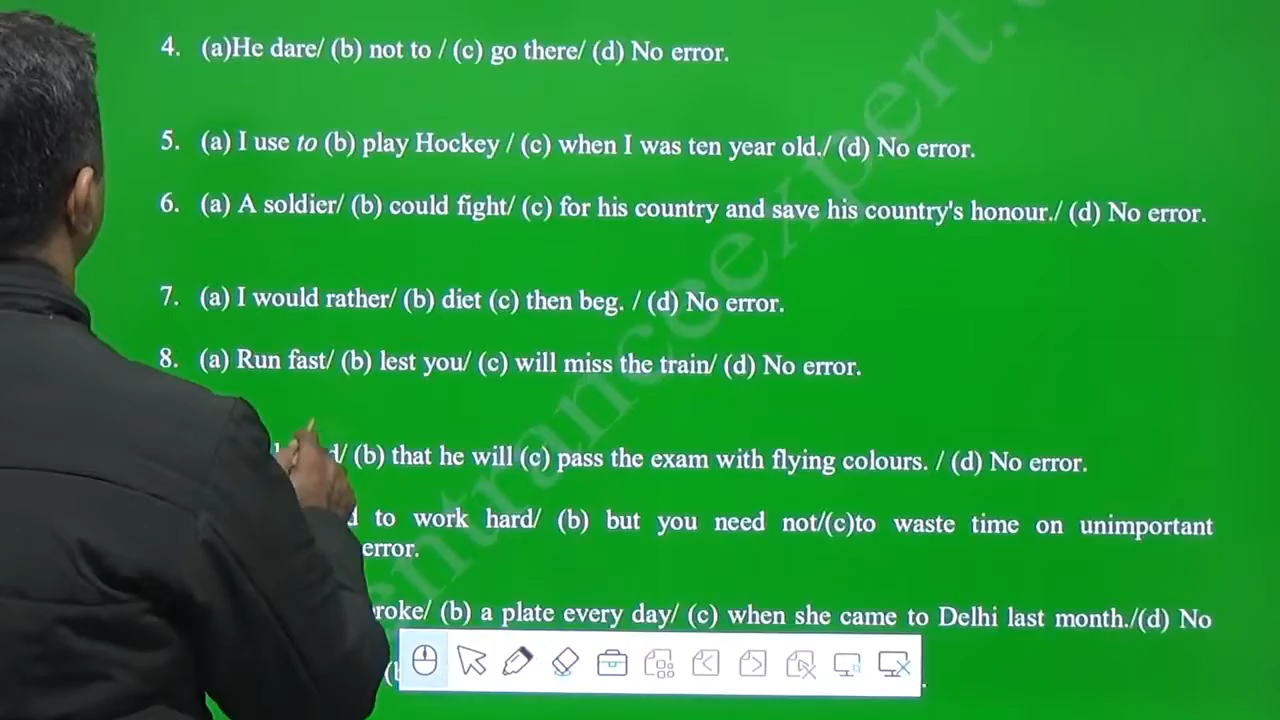 4. (a)He dare/ (b) not to / (c) go there/ (d) No error.
5. (a) I use to (b) play Hockey / (c) when I was ten year old./ (d) No error.
6. (a) A soldier/ (b) could fight/ (c) for his country and save his country's honour./ (d) No error.
7. (a) I would rather/ (b) diet (c) then beg. / (d) No error.
8. (a) Run fast/ (b) lest you/ (c) will miss the train/ (d) No error.
(b) that he will (c) pass the exam with flying colours. / (d) No error.
to work hard/ (b) but you need not/(c)to waste time on unimportant
error.
(b) a plate every day/ (c) when she came to Delhi last month./(d) No